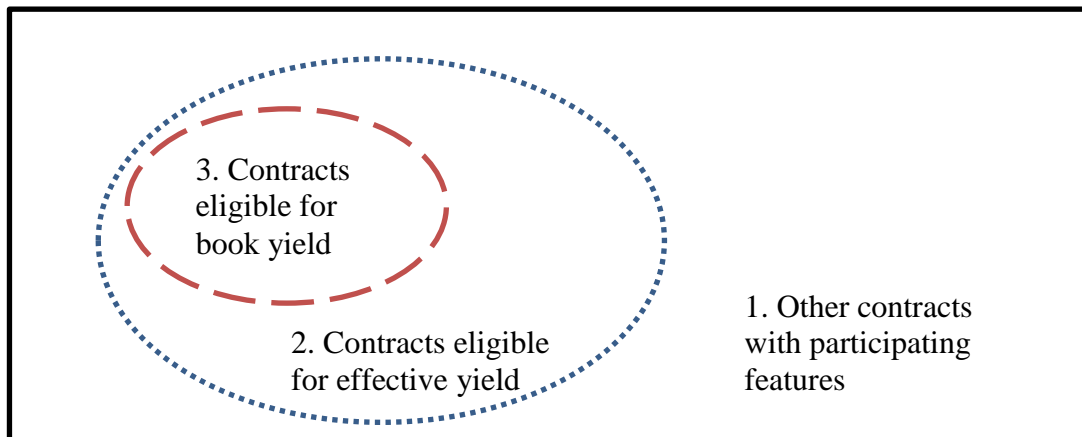 3. Contracts
eligible for
book yield
2. Contracts eligible
for effective yield
1. Other contracts
with participating
features